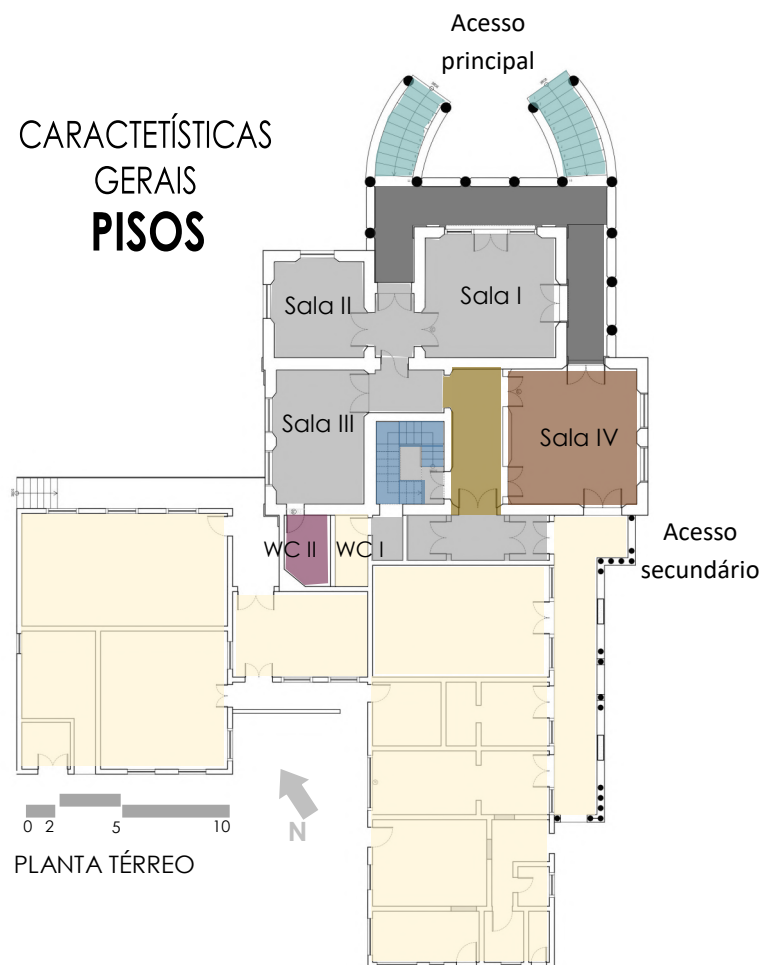 Acesso
principal
CARACTETÍSTICAS
GERAIS
PISOS
Sala II
Sala I
Sala III
Sala IV
WC II
WC I
Acesso
secundário
0 2 5 10
N
PLANTA TÉRREO